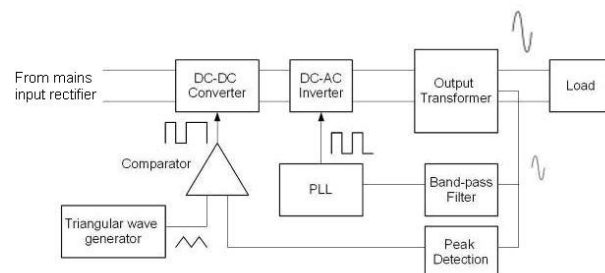 From mains
input rectifier
DC-DC
Converter
DC-AC
Inverter
Output
Transformer
Load
Comparator
PLL
Band-pass
Filter
Triangular wave
generator
Peak
Detection